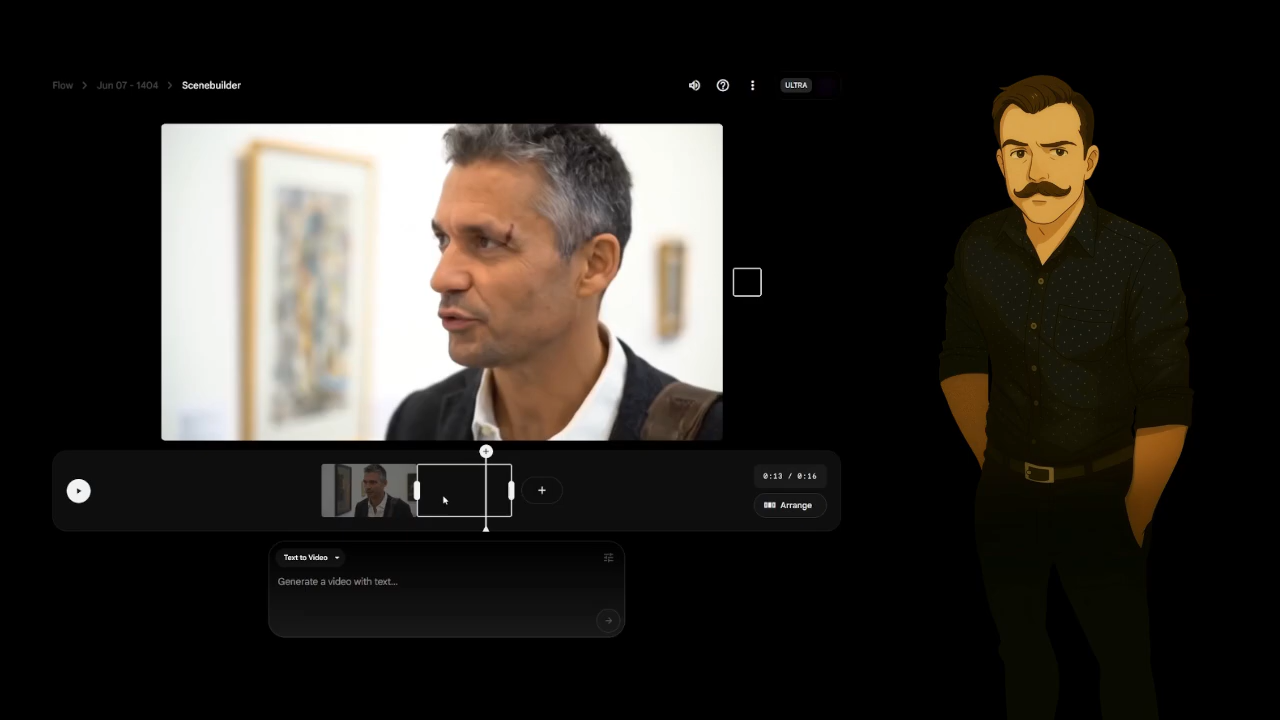 Flow > Jun 07 - 1404 > Scenebuilder
ULTRA
0:13 / 0:16
Arrange
Text to Video
Generate a video with text...